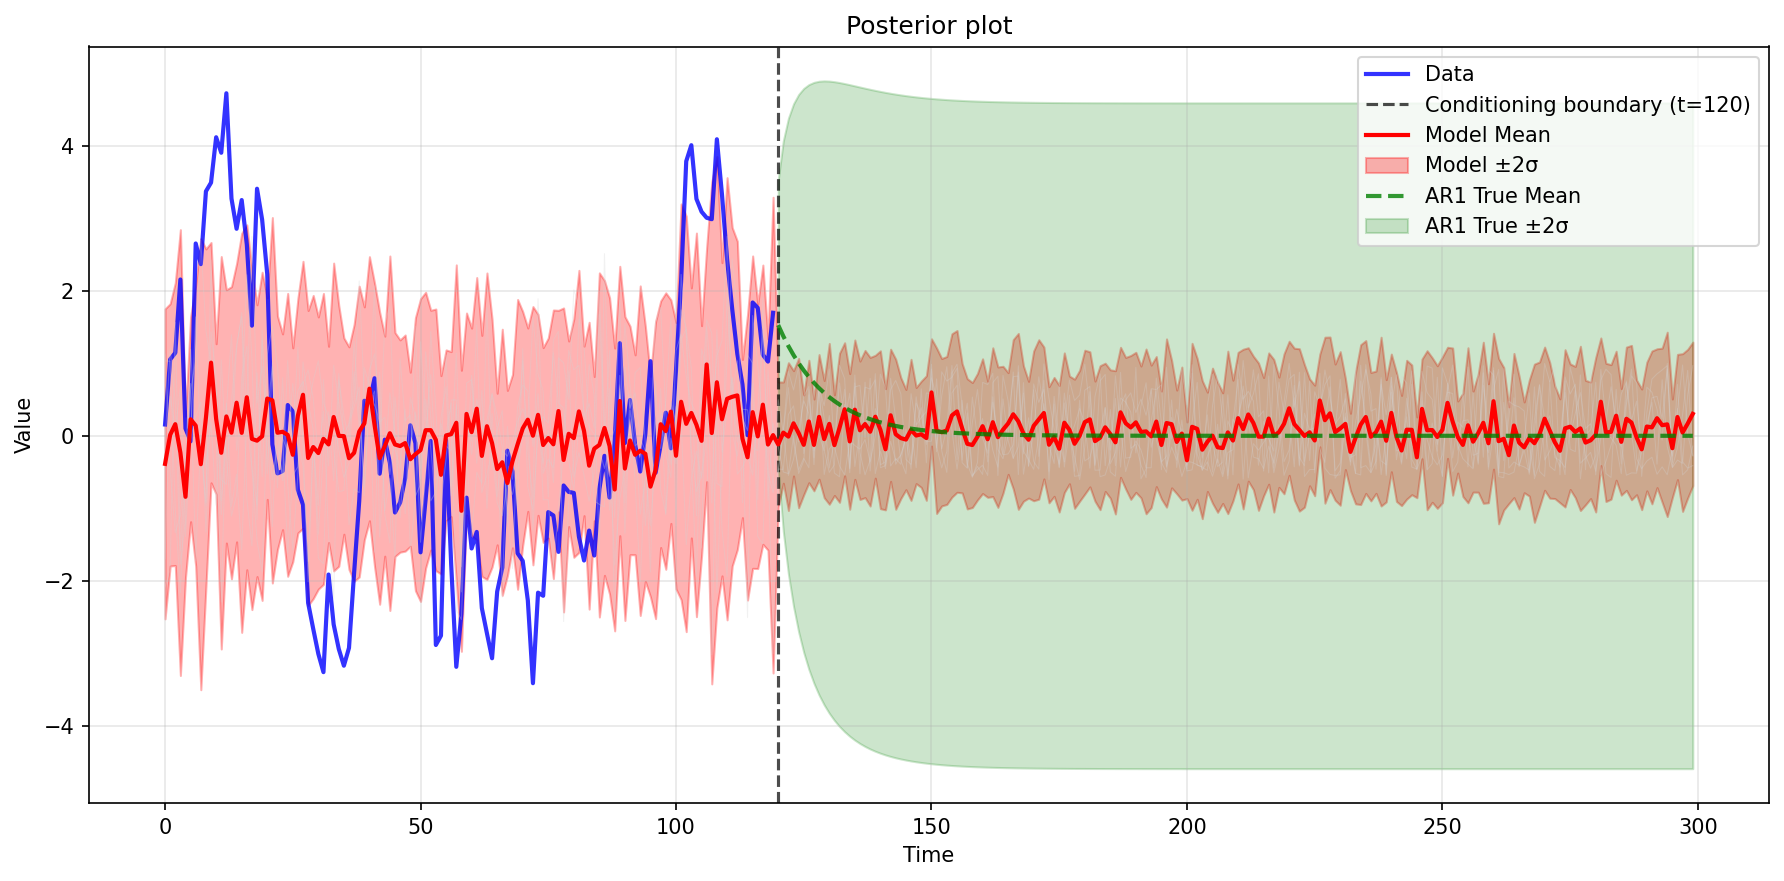 Posterior plot
Data
Conditioning boundary (t=120)
Model Mean
Model ±2σ
AR1 True Mean
AR1 True ±2σ
Value
4
2
0
−2
−4
0
50
100
150
200
250
300
Time